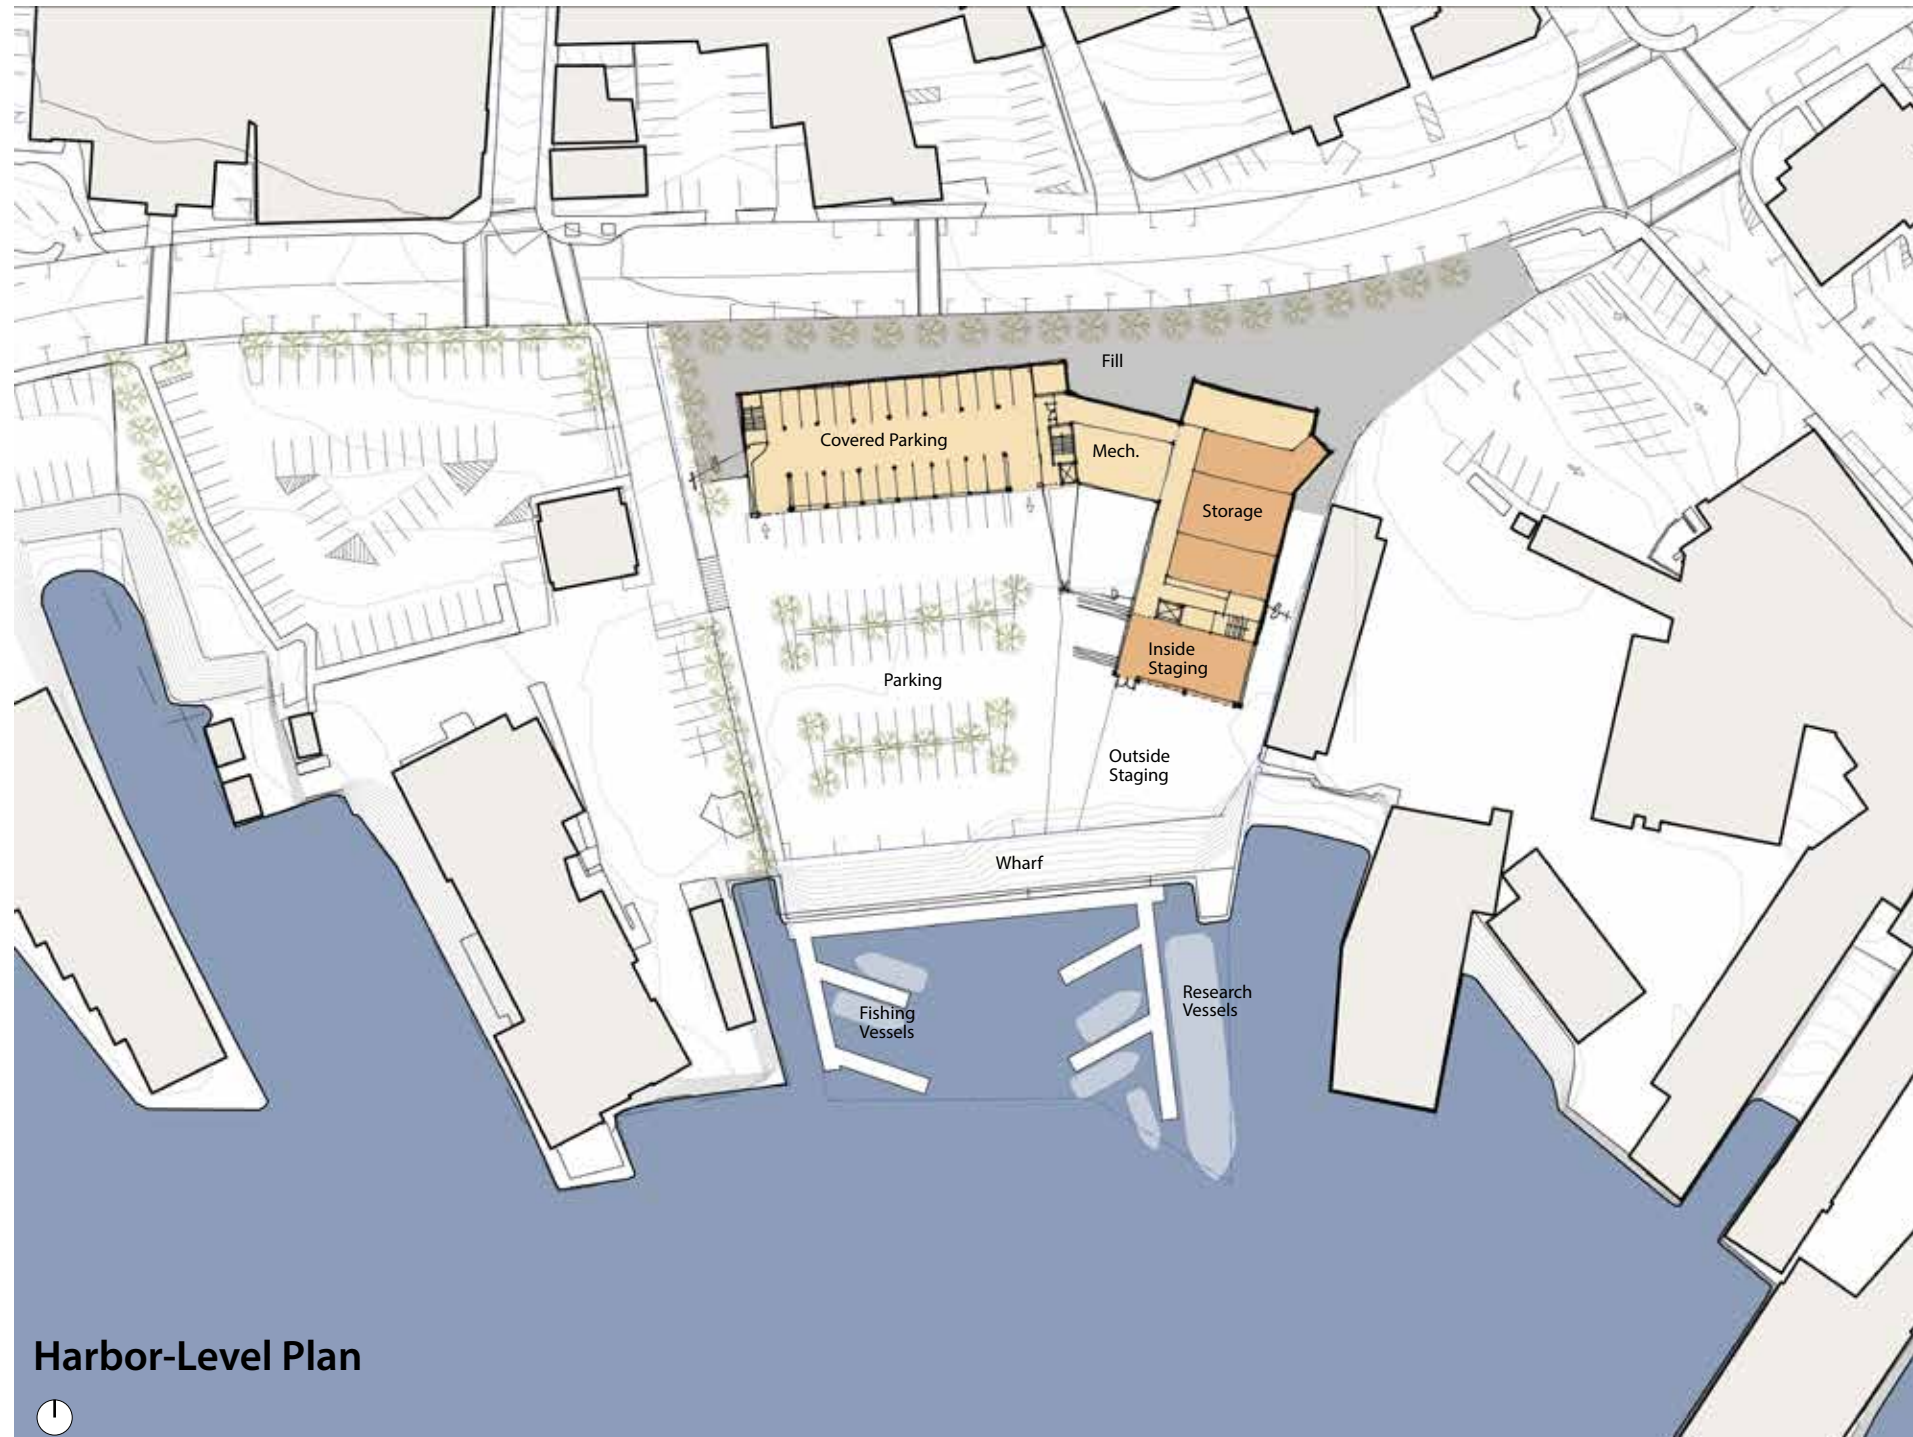 Fill
Covered Parking
Mech.
Storage
Inside
Staging
Parking
Outside
Staging
Wharf
Research
Vessels
Fishing
Vessels
Harbor-Level Plan